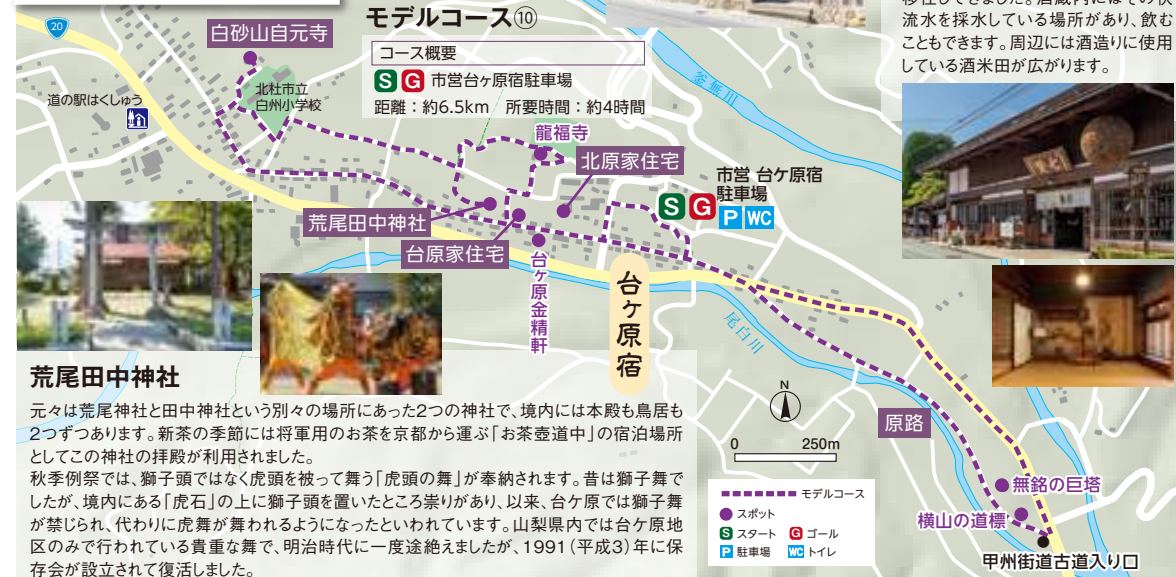 モデルコース⑩
コース概要
S G 市営台ヶ原宿駐車場
距離：約6.5km 所要時間：約4時間
流水を採水している場所があり、飲む
こともできます。周辺には酒造りに使用
している酒米田が広がります。
20
白砂山自元寺
道の駅はくしゅう
北杜市立
白州小学校
釜無川
龍福寺
北原家住宅
市営 台ケ原宿
駐車場
S G
P WC
荒尾田中神社
台原家住宅
台ヶ原金精軒
台ヶ原宿
尾白川
原路
N
0 250m
無銘の巨塔
横山の道標
甲州街道古道入り口
モデルコース
スポット
S スタート G ゴール
P 駐車場 WC トイレ
荒尾田中神社
元々は荒尾神社と田中神社という別々の場所にあった2つの神社で、境内には本殿も鳥居も
2つずつあります。新茶の季節には将軍用のお茶を京都から運ぶ「お茶壺道中」の宿泊場所
としてこの神社の拝殿が利用されました。
秋季例祭では、獅子頭ではなく虎頭を被って舞う「虎頭の舞」が奉納されます。昔は獅子舞で
したが、境内にある「虎石」の上に獅子頭を置いたところ祟りがあり、以来、台ケ原では獅子舞
が禁じられ、代わりに虎舞が舞われるようになったといわれています。山梨県内では台ケ原地
区のみで行われている貴重な舞で、明治時代に一度途絶えましたが、1991（平成3）年に保
存会が設立されて復活しました。